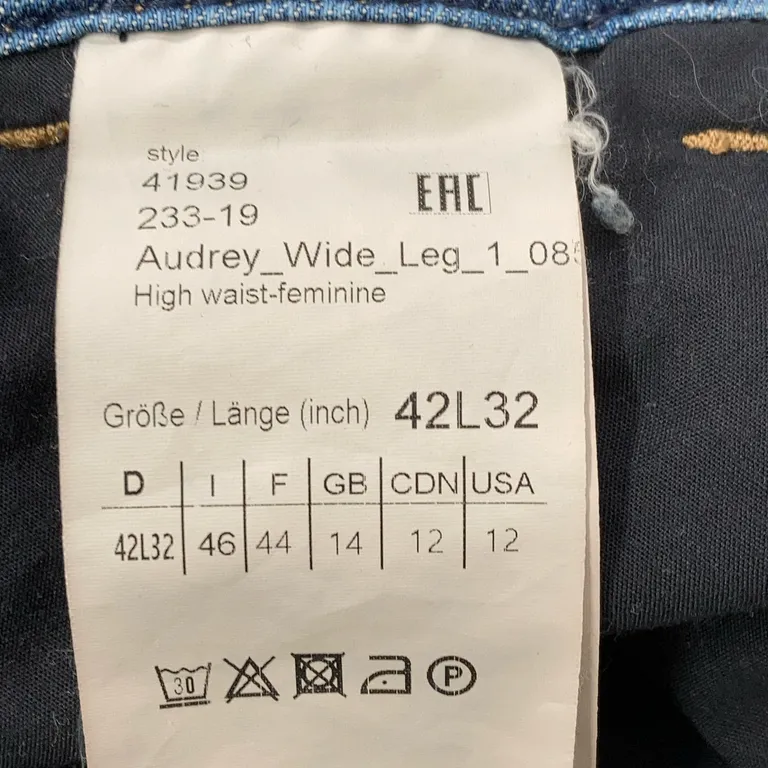 style
41939
233-19
EAC
Audrey_Wide_Leg_1_08
High waist-feminine
Größe / Länge (inch) 42L32
D I F GB CDN USA
42L32 46 44 14 12 12
30 P